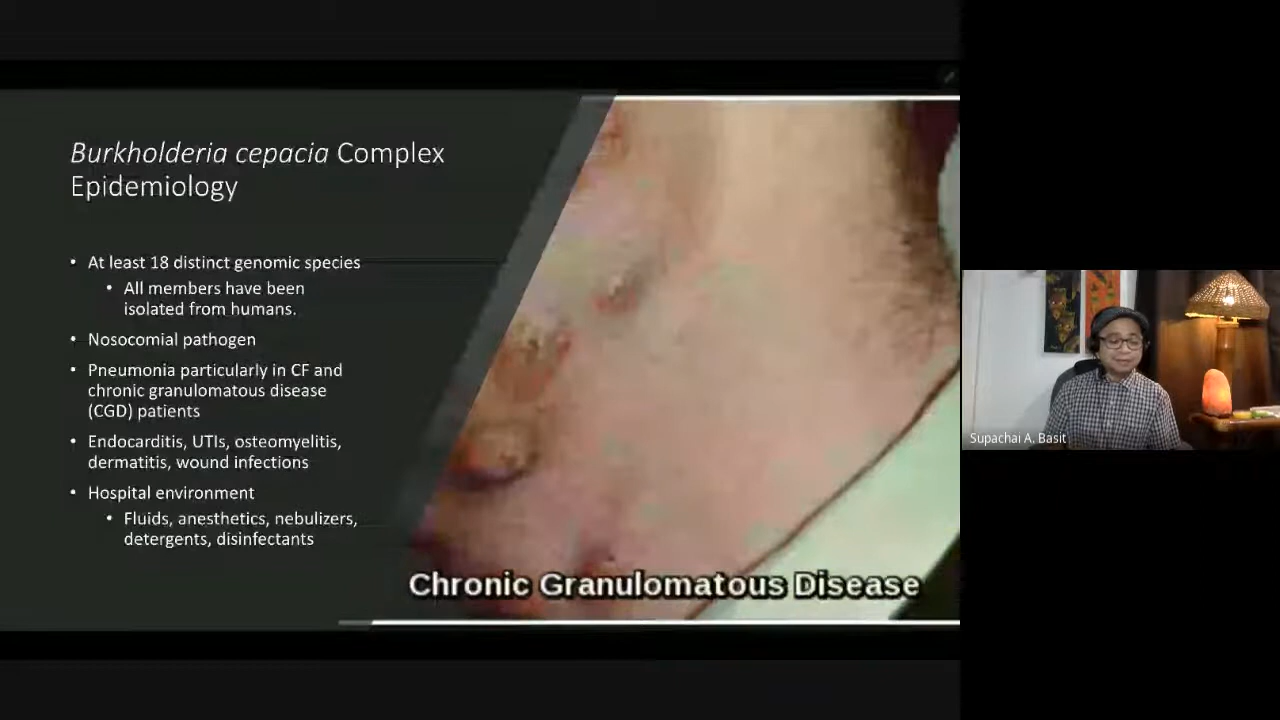 Burkholderia cepacia Complex
Epidemiology
• At least 18 distinct genomic species
• All members have been
isolated from humans.
• Nosocomial pathogen
• Pneumonia particularly in CF and
chronic granulomatous disease
(CGD) patients
• Endocarditis, UTIs, osteomyelitis,
dermatitis, wound infections
• Hospital environment
• Fluids, anesthetics, nebulizers,
detergents, disinfectants
Chronic Granulomatous Disease
Supachai A. Basit